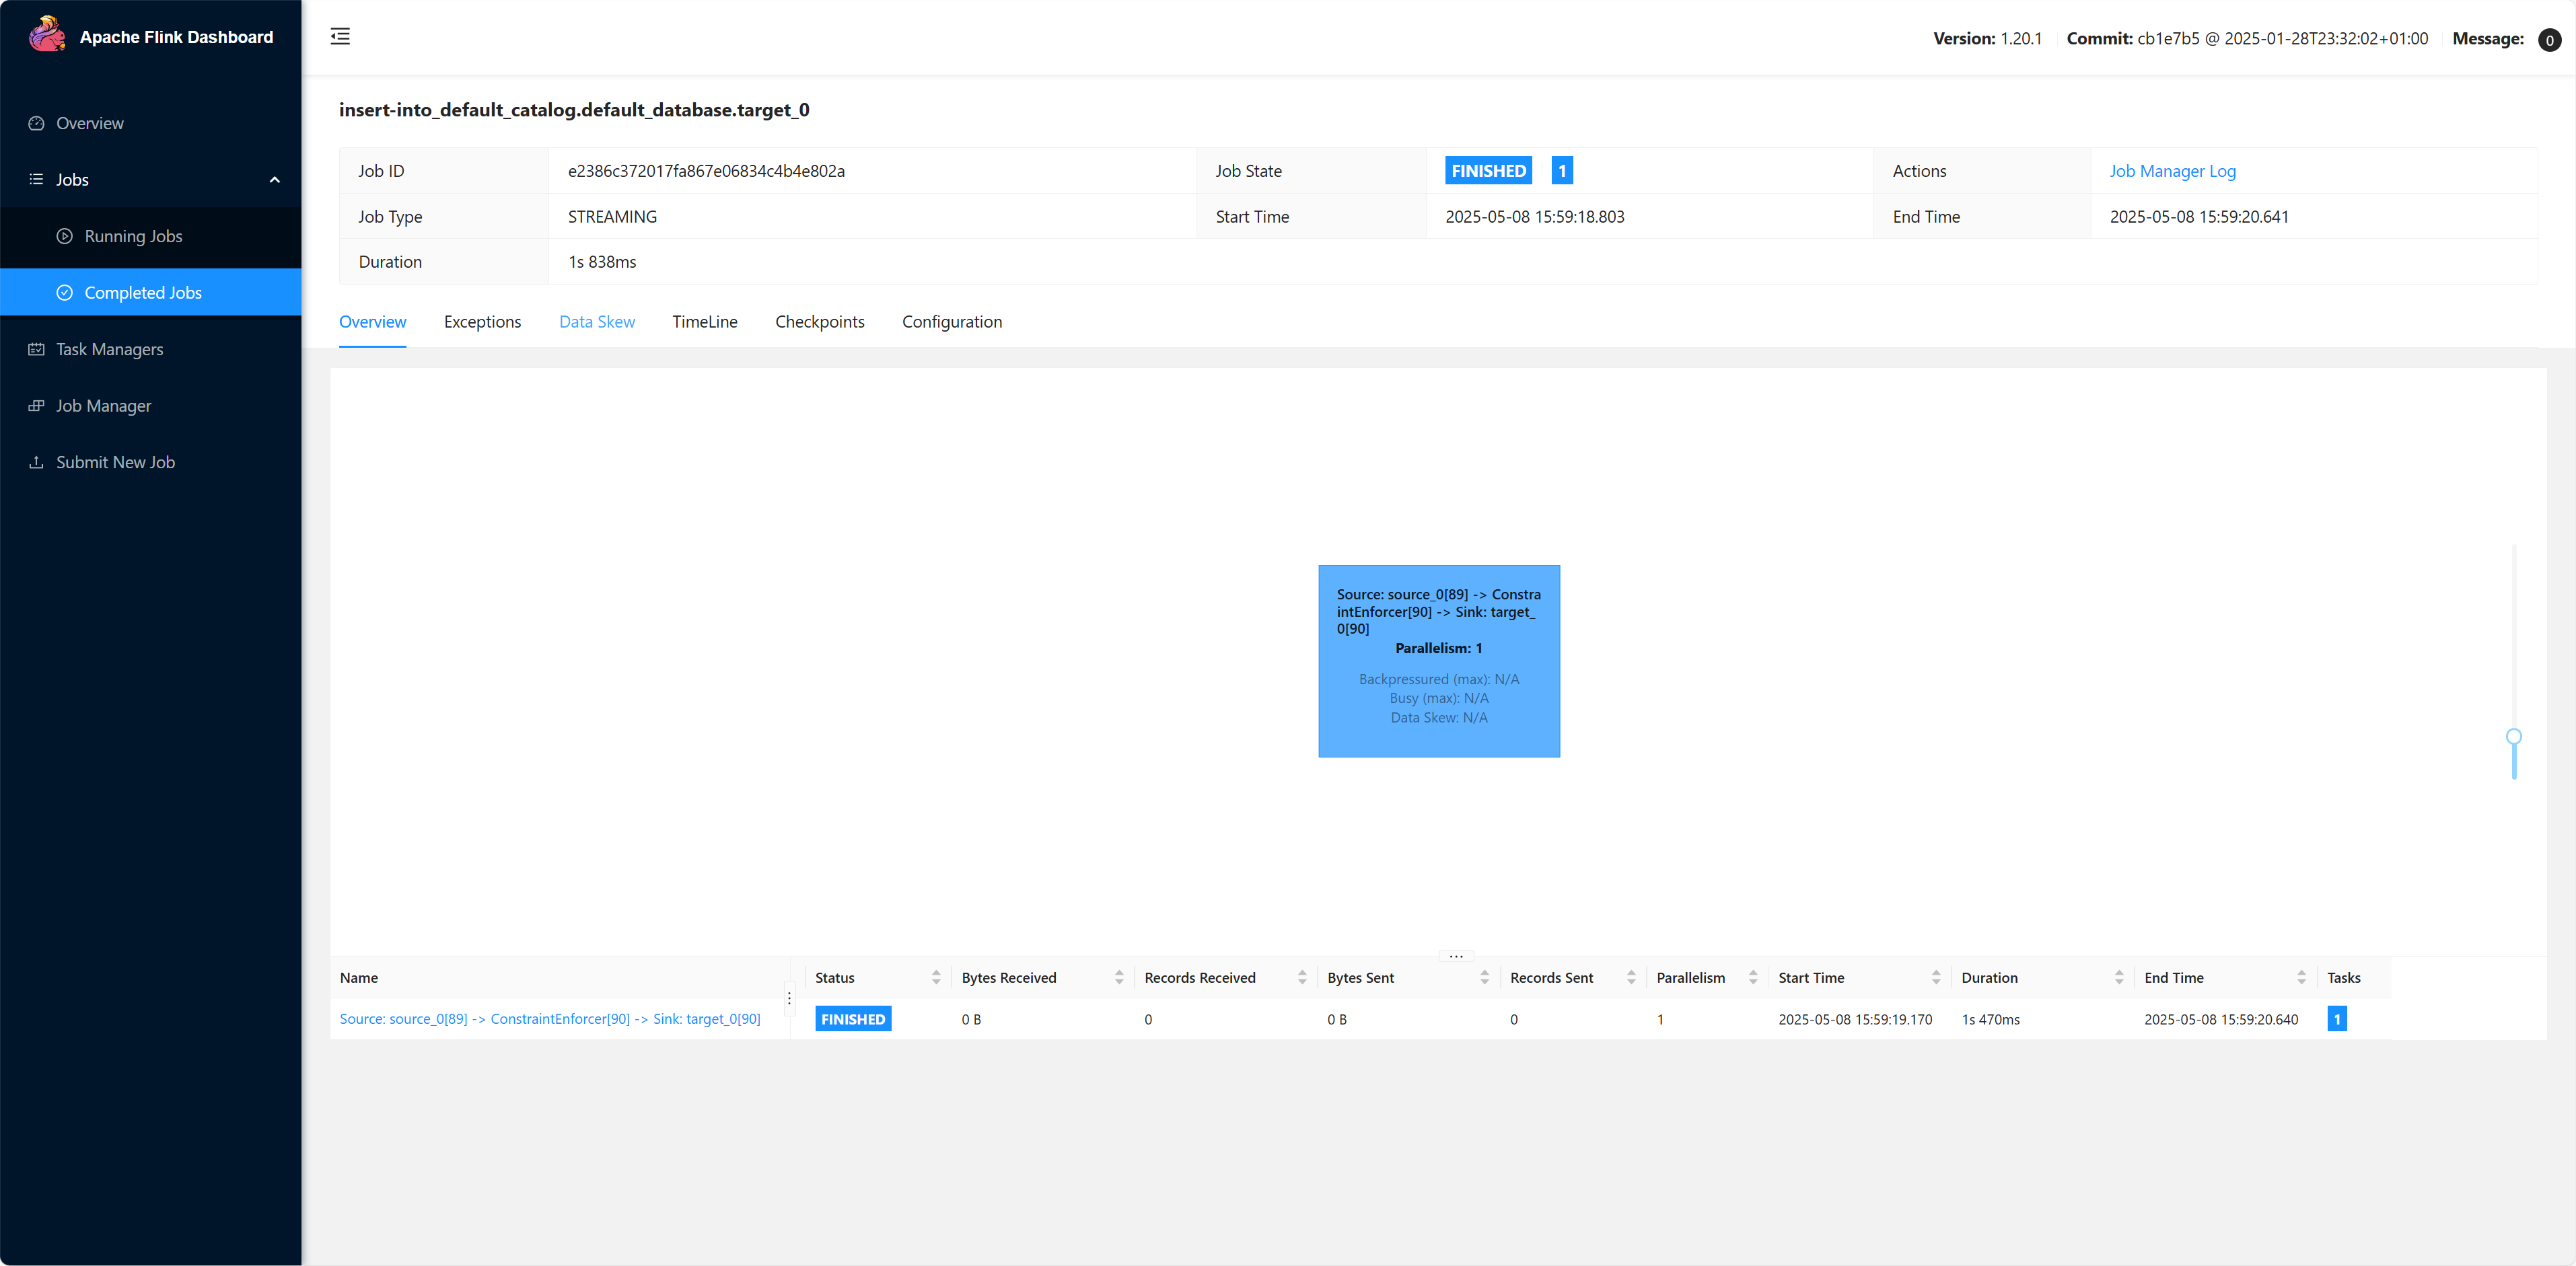 Apache Flink Dashboard
Version: 1.20.1 Commit: cb1e7b5 @ 2025-01-28T23:32:02+01:00 Message: 0
Overview
Jobs
Running Jobs
Completed Jobs
Task Managers
Job Manager
Submit New Job
insert-into_default_catalog.default_database.target_0
Job ID e2386c372017fa867e06834c4b4e802a Job State FINISHED 1 Actions Job Manager Log
Job Type STREAMING Start Time 2025-05-08 15:59:18.803 End Time 2025-05-08 15:59:20.641
Duration 1s 838ms
Overview Exceptions Data Skew TimeLine Checkpoints Configuration
Source: source_0[89] -> Constra
intEnforcer[90] -> Sink: target_
0[90]
Parallelism: 1
Backpressured (max): N/A
Busy (max): N/A
Data Skew: N/A
Name Status Bytes Received Records Received Bytes Sent Records Sent Parallelism Start Time Duration End Time Tasks
Source: source_0[89] -> ConstraintEnforcer[90] -> Sink: target_0[90] FINISHED 0 B 0 0 B 0 1 2025-05-08 15:59:19.170 1s 470ms 2025-05-08 15:59:20.640 1